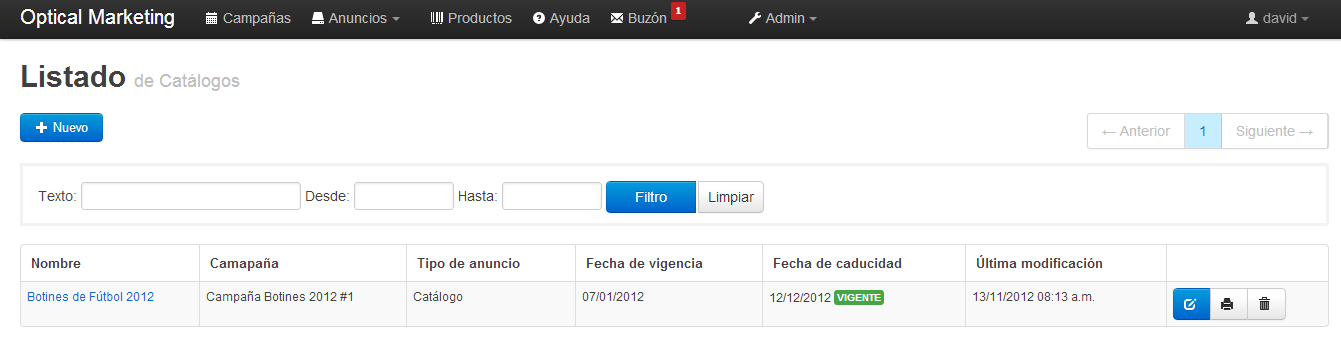 Optical Marketing Campañas Anuncios Productos Ayuda Buzón 1 Admin david
Listado de Catálogos
Nuevo ← Anterior 1 Siguiente →
Texto: Desde: Hasta: Filtro Limpiar
Nombre Camapaña Tipo de anuncio Fecha de vigencia Fecha de caducidad Última modificación
Botines de Fútbol 2012 Campaña Botines 2012 #1 Catálogo 07/01/2012 12/12/2012 VIGENTE 13/11/2012 08:13 a.m.